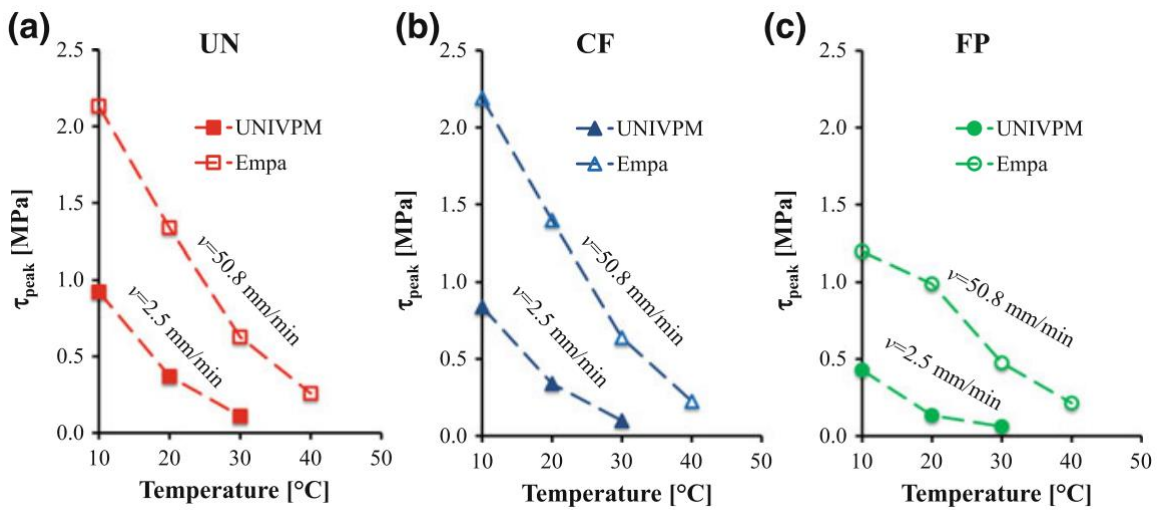 (a) UN
τpeak [MPa]
2.5
2.0
1.5
1.0
0.5
0.0
UNIVPM
Empa
v=50.8 mm/min
v=2.5 mm/min
10 20 30 40 50
Temperature [°C]
(b) CF
τpeak [MPa]
2.5
2.0
1.5
1.0
0.5
0.0
UNIVPM
Empa
v=50.8 mm/min
v=2.5 mm/min
10 20 30 40 50
Temperature [°C]
(c) FP
τpeak [MPa]
2.5
2.0
1.5
1.0
0.5
0.0
UNIVPM
Empa
v=50.8 mm/min
v=2.5 mm/min
10 20 30 40 50
Temperature [°C]